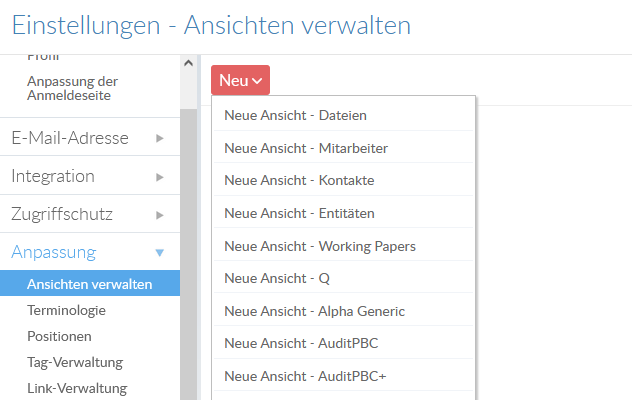 Einstellungen - Ansichten verwalten
Profil
Anpassung der
Anmeldeseite
E-Mail-Adresse
Integration
Zugriffschutz
Anpassung
Ansichten verwalten
Terminologie
Positionen
Tag-Verwaltung
Link-Verwaltung
Neu
Neue Ansicht - Dateien
Neue Ansicht - Mitarbeiter
Neue Ansicht - Kontakte
Neue Ansicht - Entitäten
Neue Ansicht - Working Papers
Neue Ansicht - Q
Neue Ansicht - Alpha Generic
Neue Ansicht - AuditPBC
Neue Ansicht - AuditPBC+